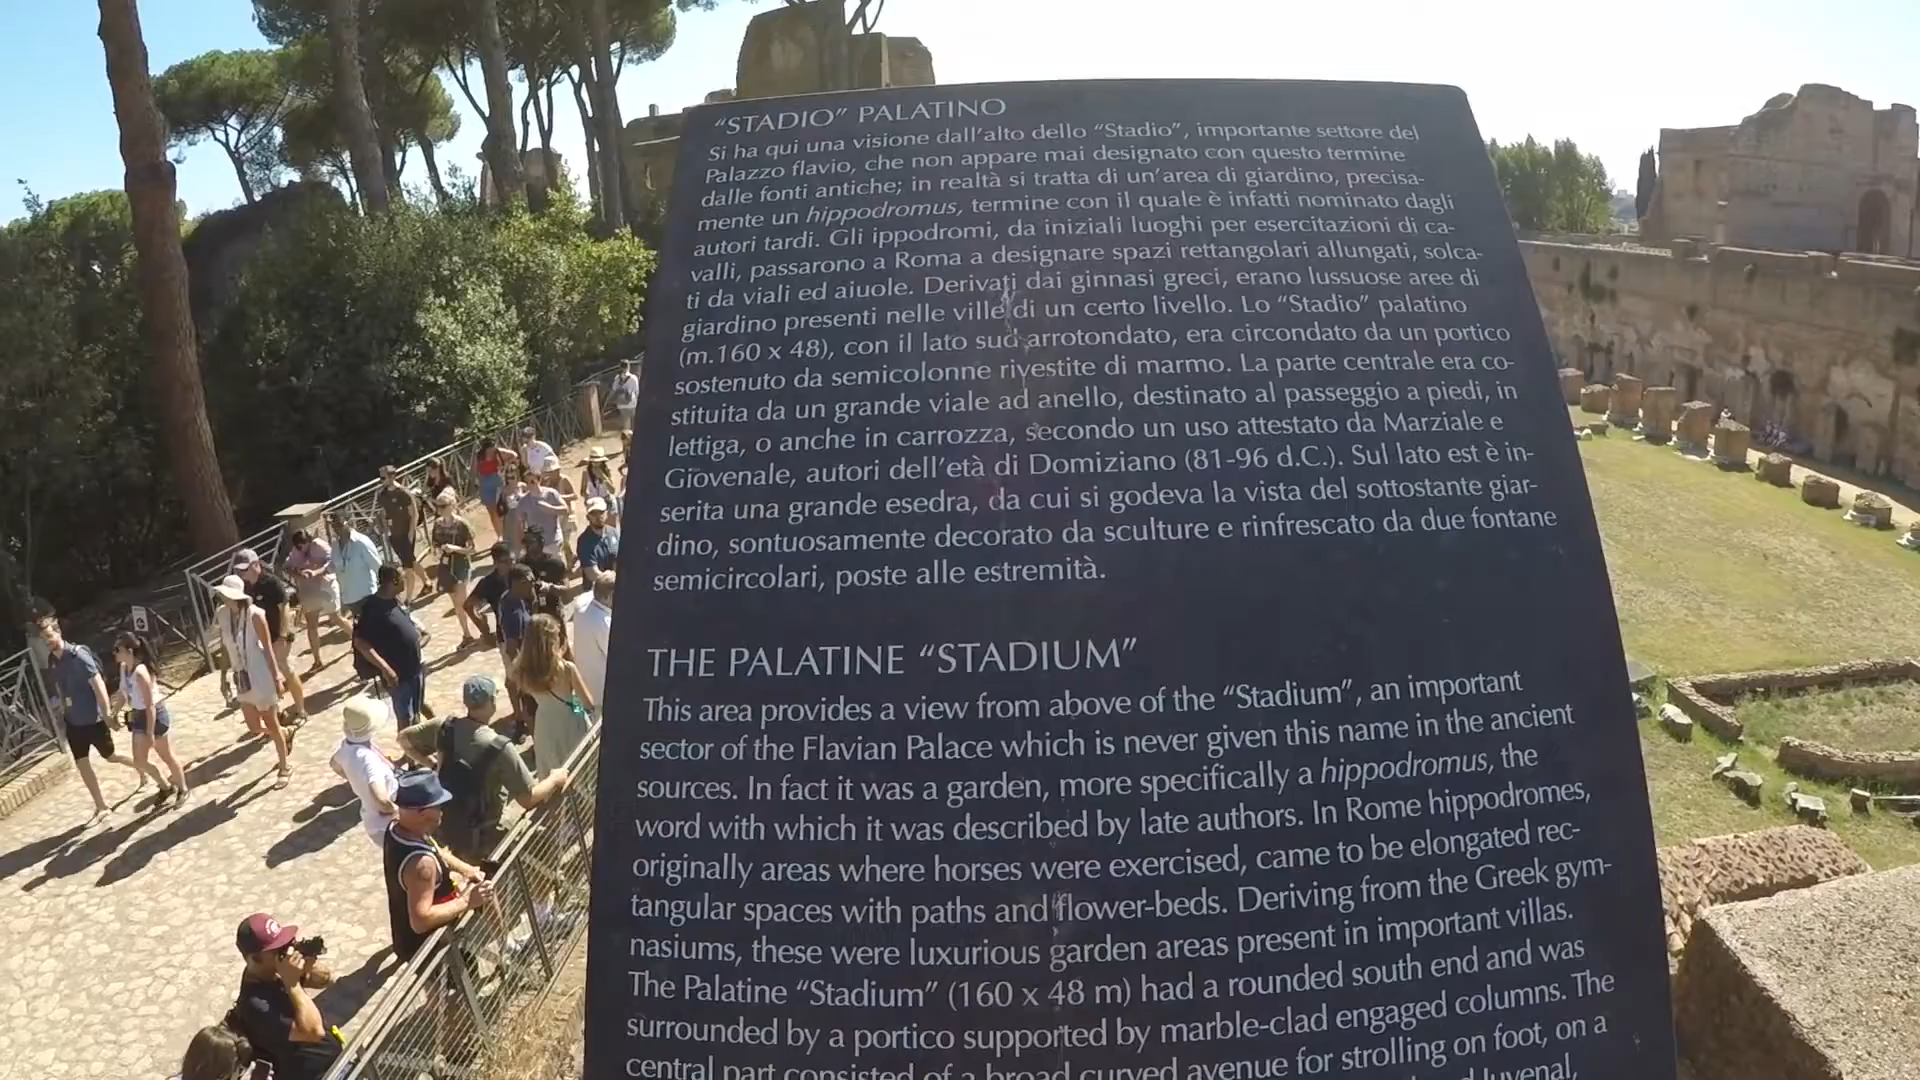 “STADIO” PALATINO
Si ha qui una visione dall’alto dello “Stadio”, importante settore del
Palazzo flavio, che non appare mai designato con questo termine
dalle fonti antiche; in realtà si tratta di un’area di giardino, precisa-
mente un hippodromus, termine con il quale è infatti nominato dagli
autori tardi. Gli ippodromi, da iniziali luoghi per esercitazioni di ca-
valli, passarono a Roma a designare spazi rettangolari allungati, solca-
ti da viali ed aiuole. Derivati dai ginnasi greci, erano lussuose aree di
giardino presenti nelle ville di un certo livello. Lo “Stadio” palatino
(m.160 x 48), con il lato sud arrotondato, era circondato da un portico
sostenuto da semicolonne rivestite di marmo. La parte centrale era co-
stituita da un grande viale ad anello, destinato al passeggio a piedi, in
lettiga, o anche in carrozza, secondo un uso attestato da Marziale e
Giovenale, autori dell’età di Domiziano (81-96 d.C.). Sul lato est è in-
serita una grande esedra, da cui si godeva la vista del sottostante giar-
dino, sontuosamente decorato da sculture e rinfrescato da due fontane
semicircolari, poste alle estremità.
THE PALATINE “STADIUM”
This area provides a view from above of the “Stadium”, an important
sector of the Flavian Palace which is never given this name in the ancient
sources. In fact it was a garden, more specifically a hippodromus, the
word with which it was described by late authors. In Rome hippodromes,
originally areas where horses were exercised, came to be elongated rec-
tangular spaces with paths and flower-beds. Deriving from the Greek gym-
nasiums, these were luxurious garden areas present in important villas.
The Palatine “Stadium” (160 x 48 m) had a rounded south end and was
surrounded by a portico supported by marble-clad engaged columns. The
central part consisted of a broad curved avenue for strolling on foot, on a
Juvenal,